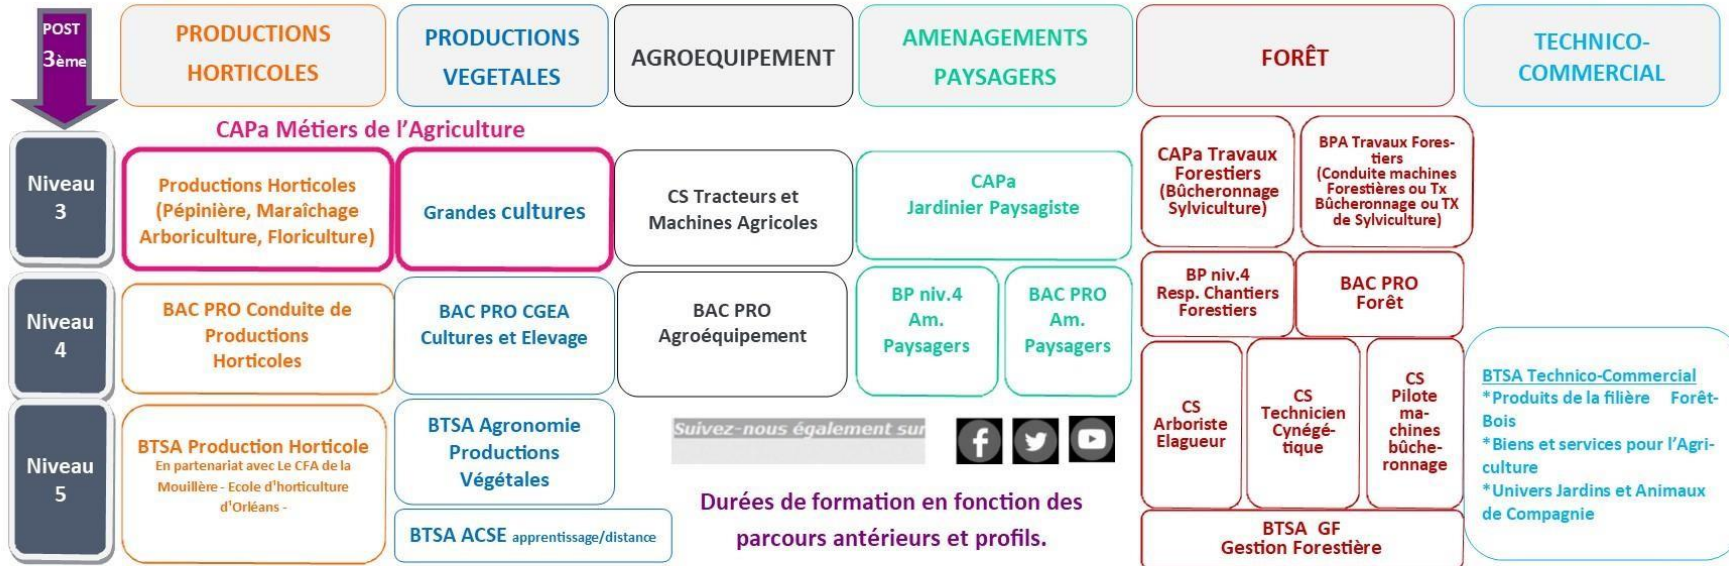 POST
3ème
PRODUCTIONS
HORTICOLES
PRODUCTIONS
VEGETALES
AGROEQUIPEMENT
AMENAGEMENTS
PAYSAGERS
FORÊT
TECHNICO-
COMMERCIAL
CAPa Métiers de l'Agriculture
Niveau
3
Productions Horticoles
(Pépinière, Maraîchage
Arboriculture, Floriculture)
Grandes cultures
CS Tracteurs et
Machines Agricoles
CAPa
Jardinier Paysagiste
CAPa Travaux
Forestiers
(Bûcheronnage
Sylviculture)
BPA Travaux Fores-
tiers
(Conduite machines
Forestières ou Tx
Bûcheronnage ou TX
de Sylviculture)
Niveau
4
BAC PRO Conduite de
Productions
Horticoles
BAC PRO CGEA
Cultures et Elevage
BAC PRO
Agroéquipement
BP niv.4
Am.
Paysagers
BAC PRO
Am.
Paysagers
BP niv.4
Resp. Chantiers
Forestiers
BAC PRO
Forêt
CS
Arboriste
Elagueur
CS
Technicien
Cynégé-
tique
CS
Pilote
ma-
chines
bûche-
ronnage
BTSA Technico-Commercial
*Produits de la filière Forêt-
Bois
*Biens et services pour l'Agri-
culture
*Univers Jardins et Animaux
de Compagnie
Niveau
5
BTSA Production Horticole
En partenariat avec Le CFA de la
Mouillère - Ecole d'horticulture
d'Orléans -
BTSA Agronomie
Productions
Végétales
BTSA ACSE apprentissage/distance
Suivez-nous également sur
Durées de formation en fonction des
parcours antérieurs et profils.
BTSA GF
Gestion Forestière